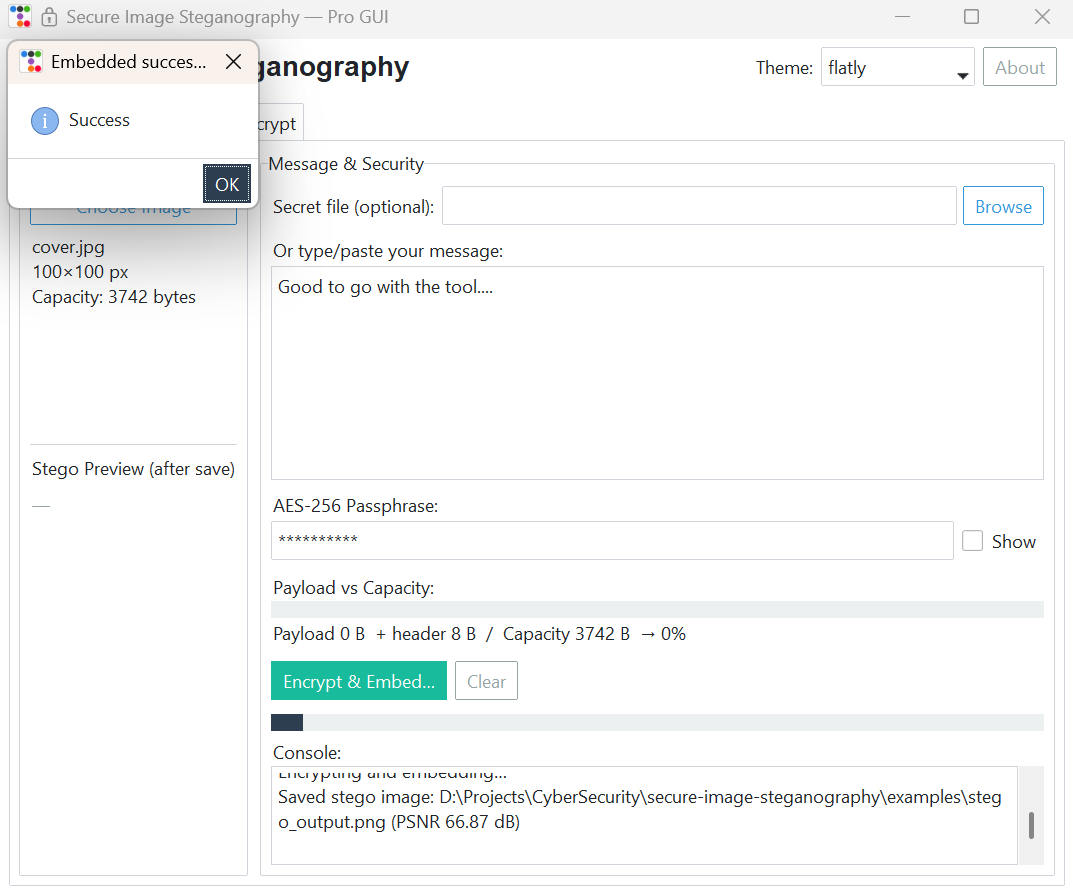 Secure Image Steganography — Pro GUI
Embedded succes...
Success
OK
ganography
Theme:
flatly
About
crypt
Choose Image
cover.jpg
100×100 px
Capacity: 3742 bytes
Stego Preview (after save)
—
Message & Security
Secret file (optional):
Browse
Or type/paste your message:
Good to go with the tool....
AES-256 Passphrase:
**********
Show
Payload vs Capacity:
Payload 0 B + header 8 B / Capacity 3742 B → 0%
Encrypt & Embed...
Clear
Console:
Encrypting and embedding...
Saved stego image: D:\Projects\CyberSecurity\secure-image-steganography\examples\steg
o_output.png (PSNR 66.87 dB)